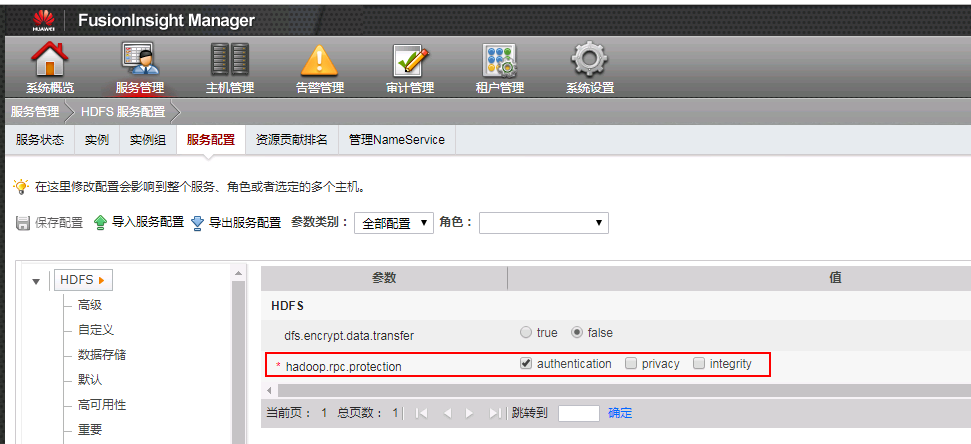 HUAWEI FusionInsight Manager
系统概览 服务管理 主机管理 告警管理 审计管理 租户管理 系统设置
服务管理 HDFS 服务配置
服务状态 实例 实例组 服务配置 资源贡献排名 管理NameService
在这里修改配置会影响到整个服务、角色或者选定的多个主机。
保存配置 导入服务配置 导出服务配置 参数类别： 全部配置 角色：
HDFS
高级
自定义
数据存储
默认
高可用性
重要
参数 值
HDFS
dfs.encrypt.data.transfer true false
* hadoop.rpc.protection authentication privacy integrity
当前页： 1 总页数： 1 跳转到 确定